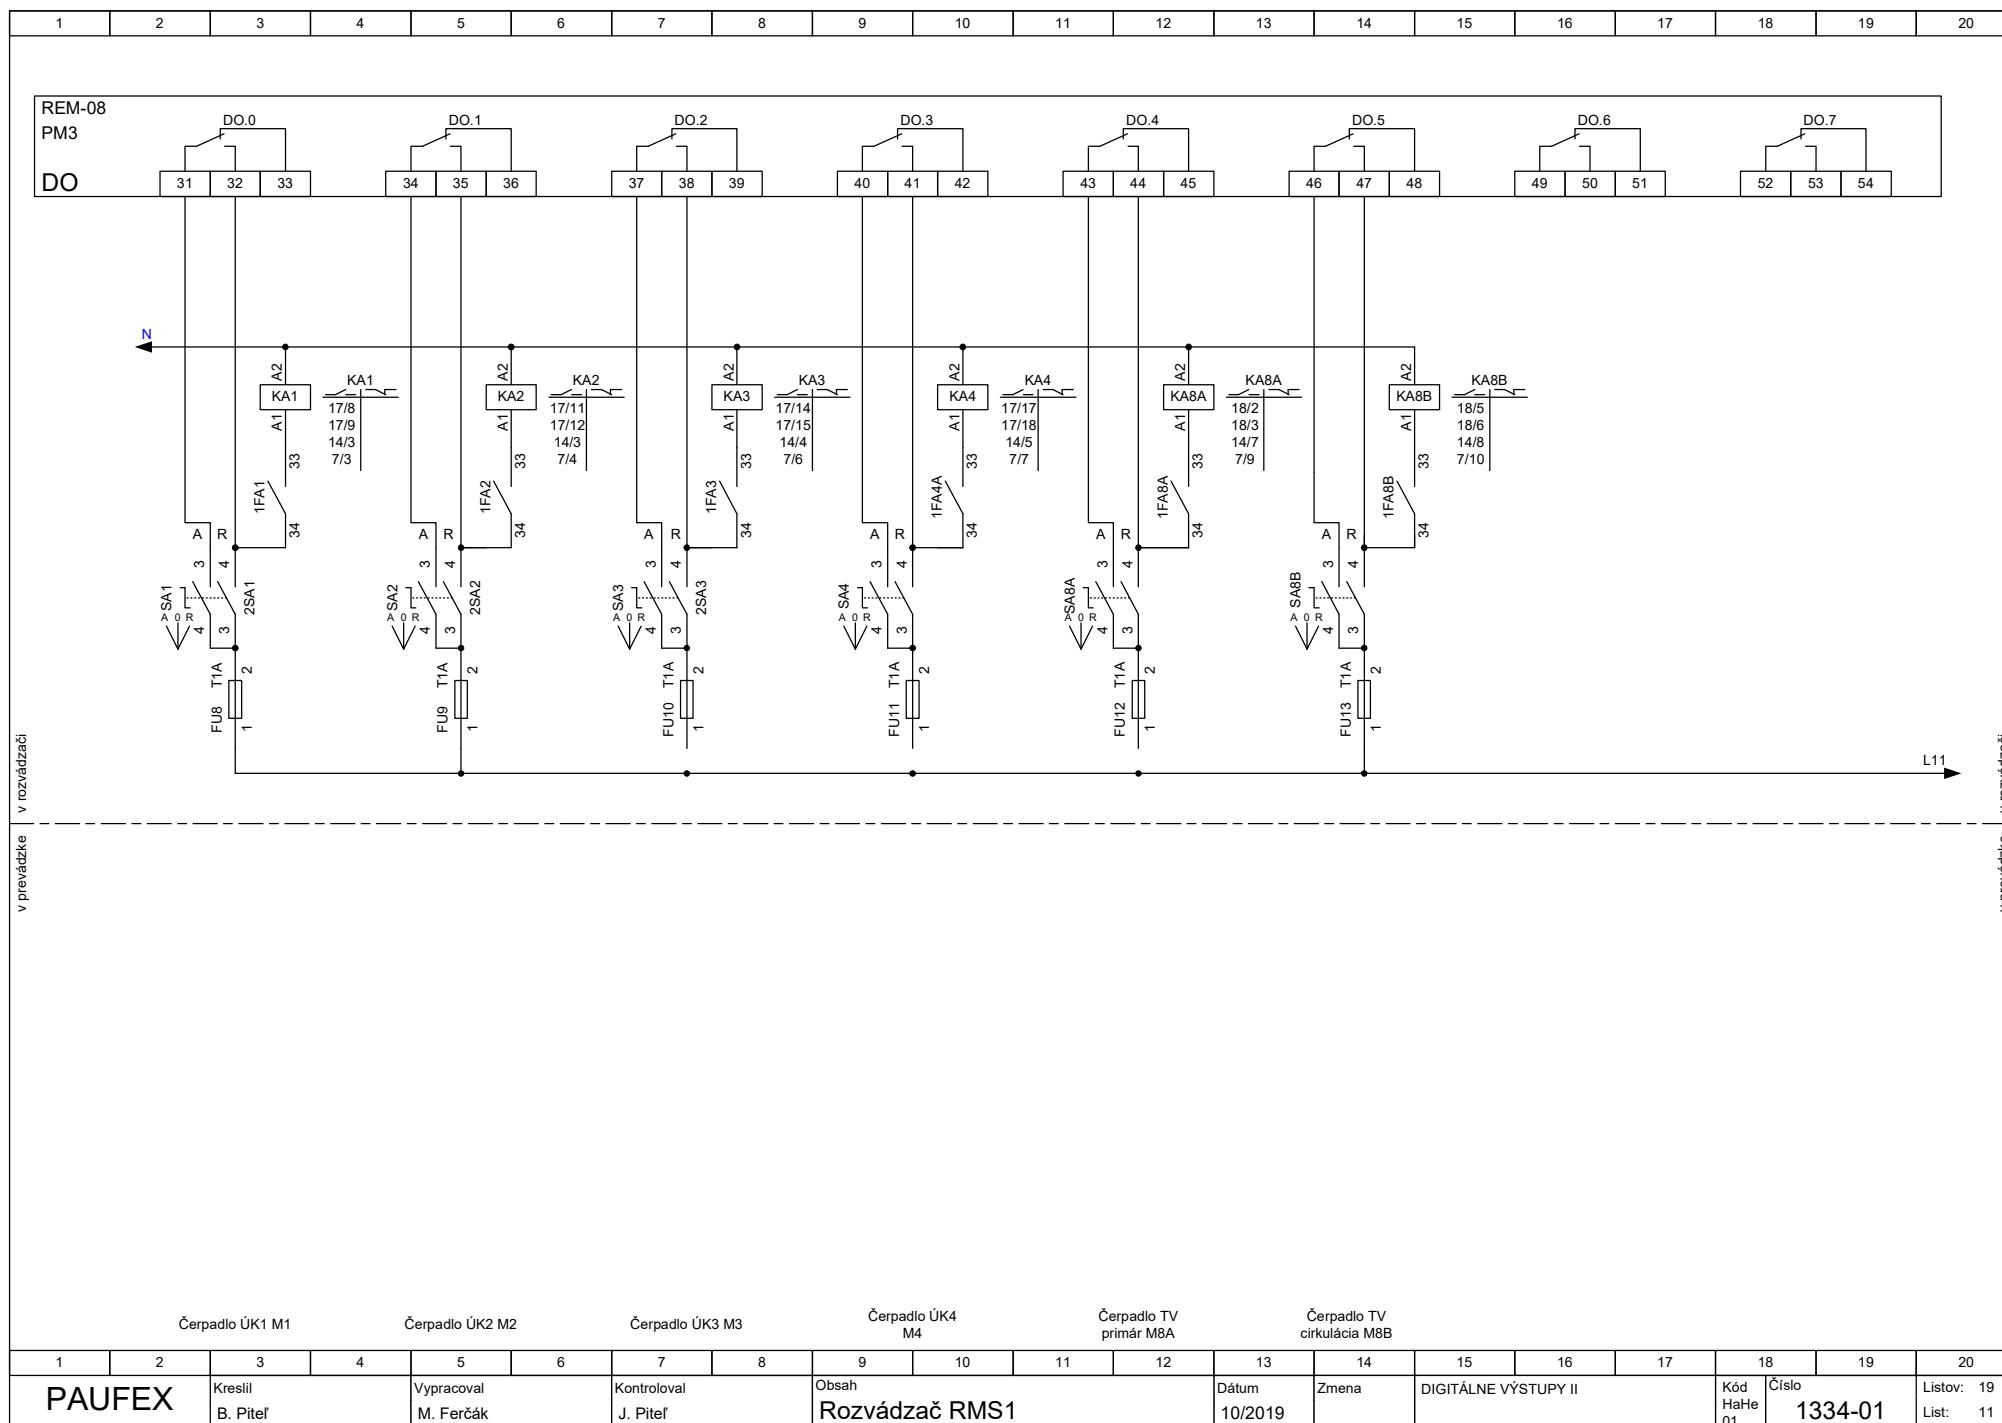 1 2 3 4 5 6 7 8 9 10 11 12 13 14 15 16 17 18 19 20
REM-08
PM3
DO
DO.0 DO.1 DO.2 DO.3 DO.4 DO.5 DO.6 DO.7
31 32 33 34 35 36 37 38 39 40 41 42 43 44 45 46 47 48 49 50 51 52 53 54
N
A2 A2 A2 A2 A2 A2
KA1 KA1 KA2 KA2 KA3 KA3 KA4 KA4 KA8A KA8A KA8B KA8B
A1 A1 A1 A1 A1 A1
17/8 17/11 17/14 17/17 18/2 18/5
17/9 17/12 17/15 17/18 18/3 18/6
14/3 14/3 14/4 14/5 14/7 14/8
7/3 7/4 7/6 7/7 7/9 7/10
33 33 33 33 33 33
1FA1 1FA2 1FA3 1FA4A 1FA8A 1FA8B
34 34 34 34 34 34
A R A R A R A R A R A R
3 4 3 4 3 4 3 4 3 4 3 4
SA1 2SA1 SA2 2SA2 SA3 2SA3 SA4 SA8A SA8B
A 0 R A 0 R A 0 R A 0 R A 0 R A 0 R
4 3 4 3 4 3 4 3 4 3 4 3
T1A 2 T1A 2 T1A 2 T1A 2 T1A 2 T1A 2
FU8 1 FU9 1 FU10 1 FU11 1 FU12 1 FU13 1
L11
v rozvádzači
v prevádzke
Čerpadlo ÚK1 M1
Čerpadlo ÚK2 M2
Čerpadlo ÚK3 M3
Čerpadlo ÚK4
M4
Čerpadlo TV
primár M8A
Čerpadlo TV
cirkulácia M8B
1 2 3 4 5 6 7 8 9 10 11 12 13 14 15 16 17 18 19 20
PAUFEX
Kreslil
B. Piteľ
Vypracoval
M. Ferčák
Kontroloval
J. Piteľ
Obsah
Rozvádzač RMS1
Dátum
10/2019
Zmena
DIGITÁLNE VÝSTUPY II
Kód
HaHe
01
Číslo
1334-01
Listov: 19
List: 11